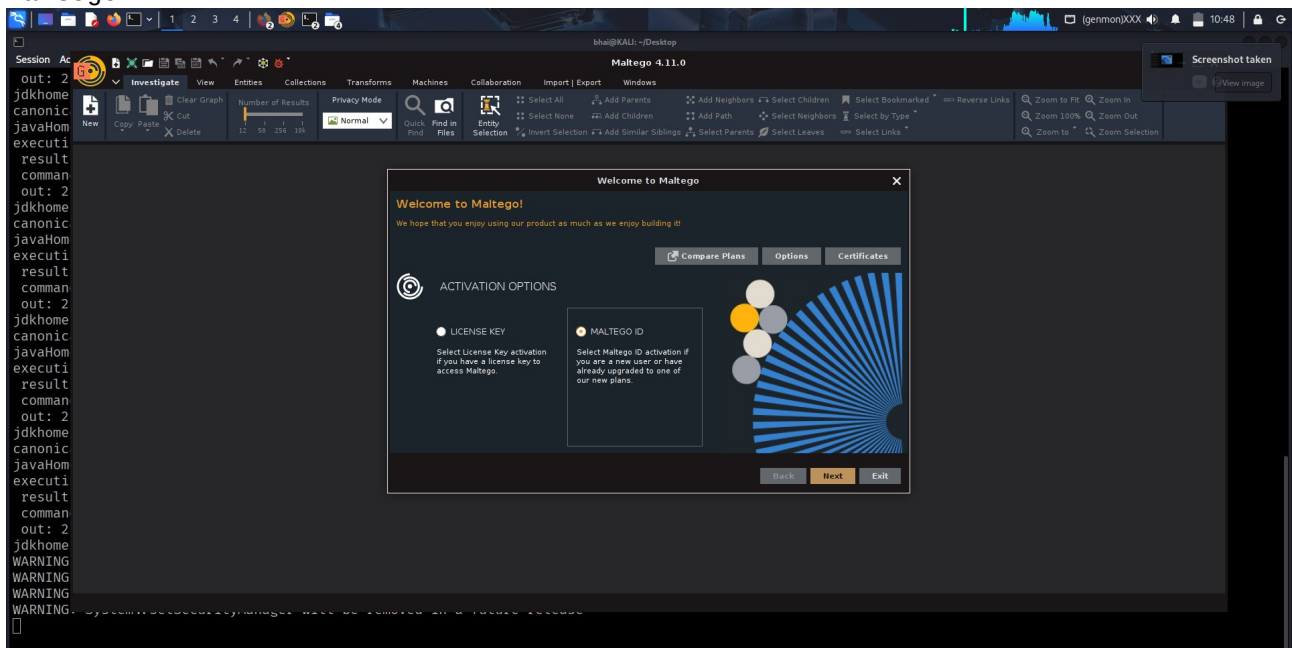 1 2 3 4
(genmon)XXX
10:48
bhai@KALI: ~/Desktop
Session Ac
Maltego 4.11.0
Screenshot taken
View image
Investigate View Entities Collections Transforms Machines Collaboration Import | Export Windows
New
Copy Paste
Clear Graph
Cut
Delete
Number of Results
12 50 256 10k
Privacy Mode
Normal
Quick Find
Find in Files
Entity Selection
Select All
Select None
Invert Selection
Add Parents
Add Children
Add Similar Siblings
Add Neighbors
Add Path
Select Parents
Select Children
Select Neighbors
Select Leaves
Select Bookmarked
Select by Type
Select Links
Reverse Links
Zoom to Fit
Zoom 100%
Zoom to
Zoom In
Zoom Out
Zoom Selection
out: 2
jdkhome
canonic
javaHom
executi
result
comman
out: 2
jdkhome
canonic
javaHom
executi
result
comman
out: 2
jdkhome
canonic
javaHom
executi
result
comman
out: 2
jdkhome
canonic
javaHom
executi
result
comman
out: 2
jdkhome
WARNING
WARNING
WARNING
WARNING:
Welcome to Maltego
Welcome to Maltego!
We hope that you enjoy using our product as much as we enjoy building it!
Compare Plans Options Certificates
ACTIVATION OPTIONS
LICENSE KEY
Select License Key activation
if you have a license key to
access Maltego.
MALTEGO ID
Select Maltego ID activation if
you are a new user or have
already upgraded to one of
our new plans.
Back Next Exit